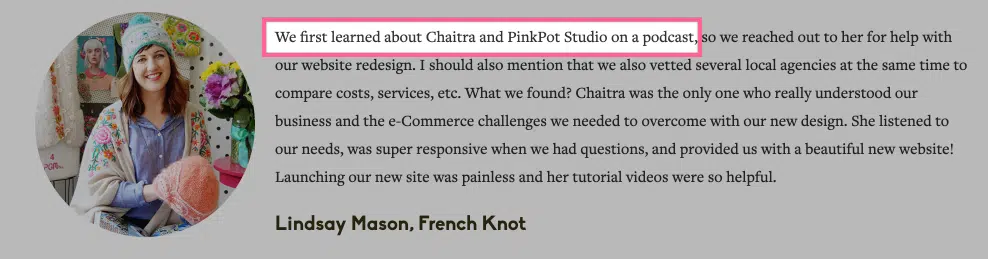 We first learned about Chaitra and PinkPot Studio on a podcast, so we reached out to her for help with
our website redesign. I should also mention that we also vetted several local agencies at the same time to
compare costs, services, etc. What we found? Chaitra was the only one who really understood our
business and the e-Commerce challenges we needed to overcome with our new design. She listened to
our needs, was super responsive when we had questions, and provided us with a beautiful new website!
Launching our new site was painless and her tutorial videos were so helpful.
Lindsay Mason, French Knot